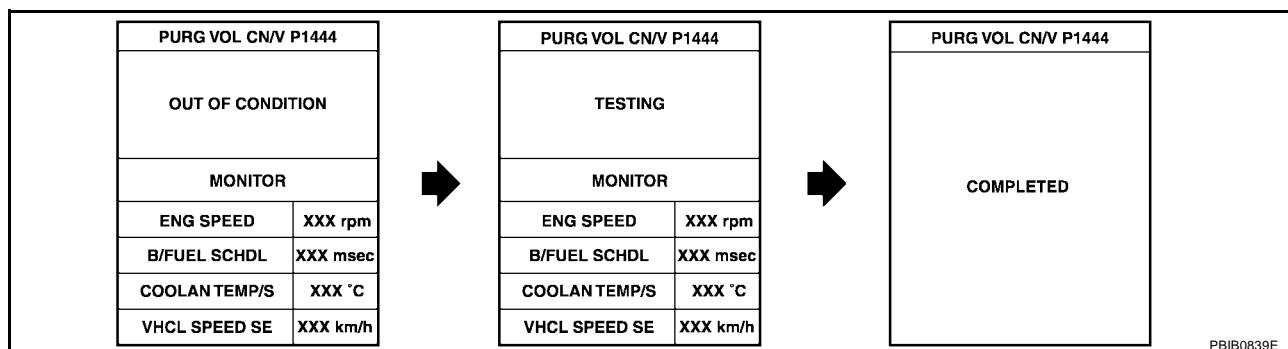 PURG VOL CN/V P1444
OUT OF CONDITION
MONITOR
ENG SPEED XXX rpm
B/FUEL SCHDL XXX msec
COOLAN TEMP/S XXX °C
VHCL SPEED SE XXX km/h
PURG VOL CN/V P1444
TESTING
MONITOR
ENG SPEED XXX rpm
B/FUEL SCHDL XXX msec
COOLAN TEMP/S XXX °C
VHCL SPEED SE XXX km/h
PURG VOL CN/V P1444
COMPLETED
PBIB0839E